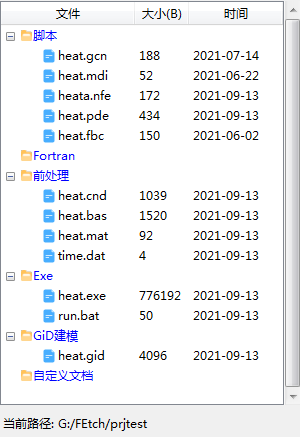 文件 大小(B) 时间
脚本
heat.gcn 188 2021-07-14
heat.mdi 52 2021-06-22
heata.nfe 172 2021-09-13
heat.pde 434 2021-09-13
heat.fbc 150 2021-06-02
Fortran
前处理
heat.cnd 1039 2021-09-13
heat.bas 1520 2021-09-13
heat.mat 92 2021-09-13
time.dat 4 2021-09-13
Exe
heat.exe 776192 2021-09-13
run.bat 50 2021-09-13
GiD建模
heat.gid 4096 2021-09-13
自定义文档
当前路径: G:/FEtch/prjtest